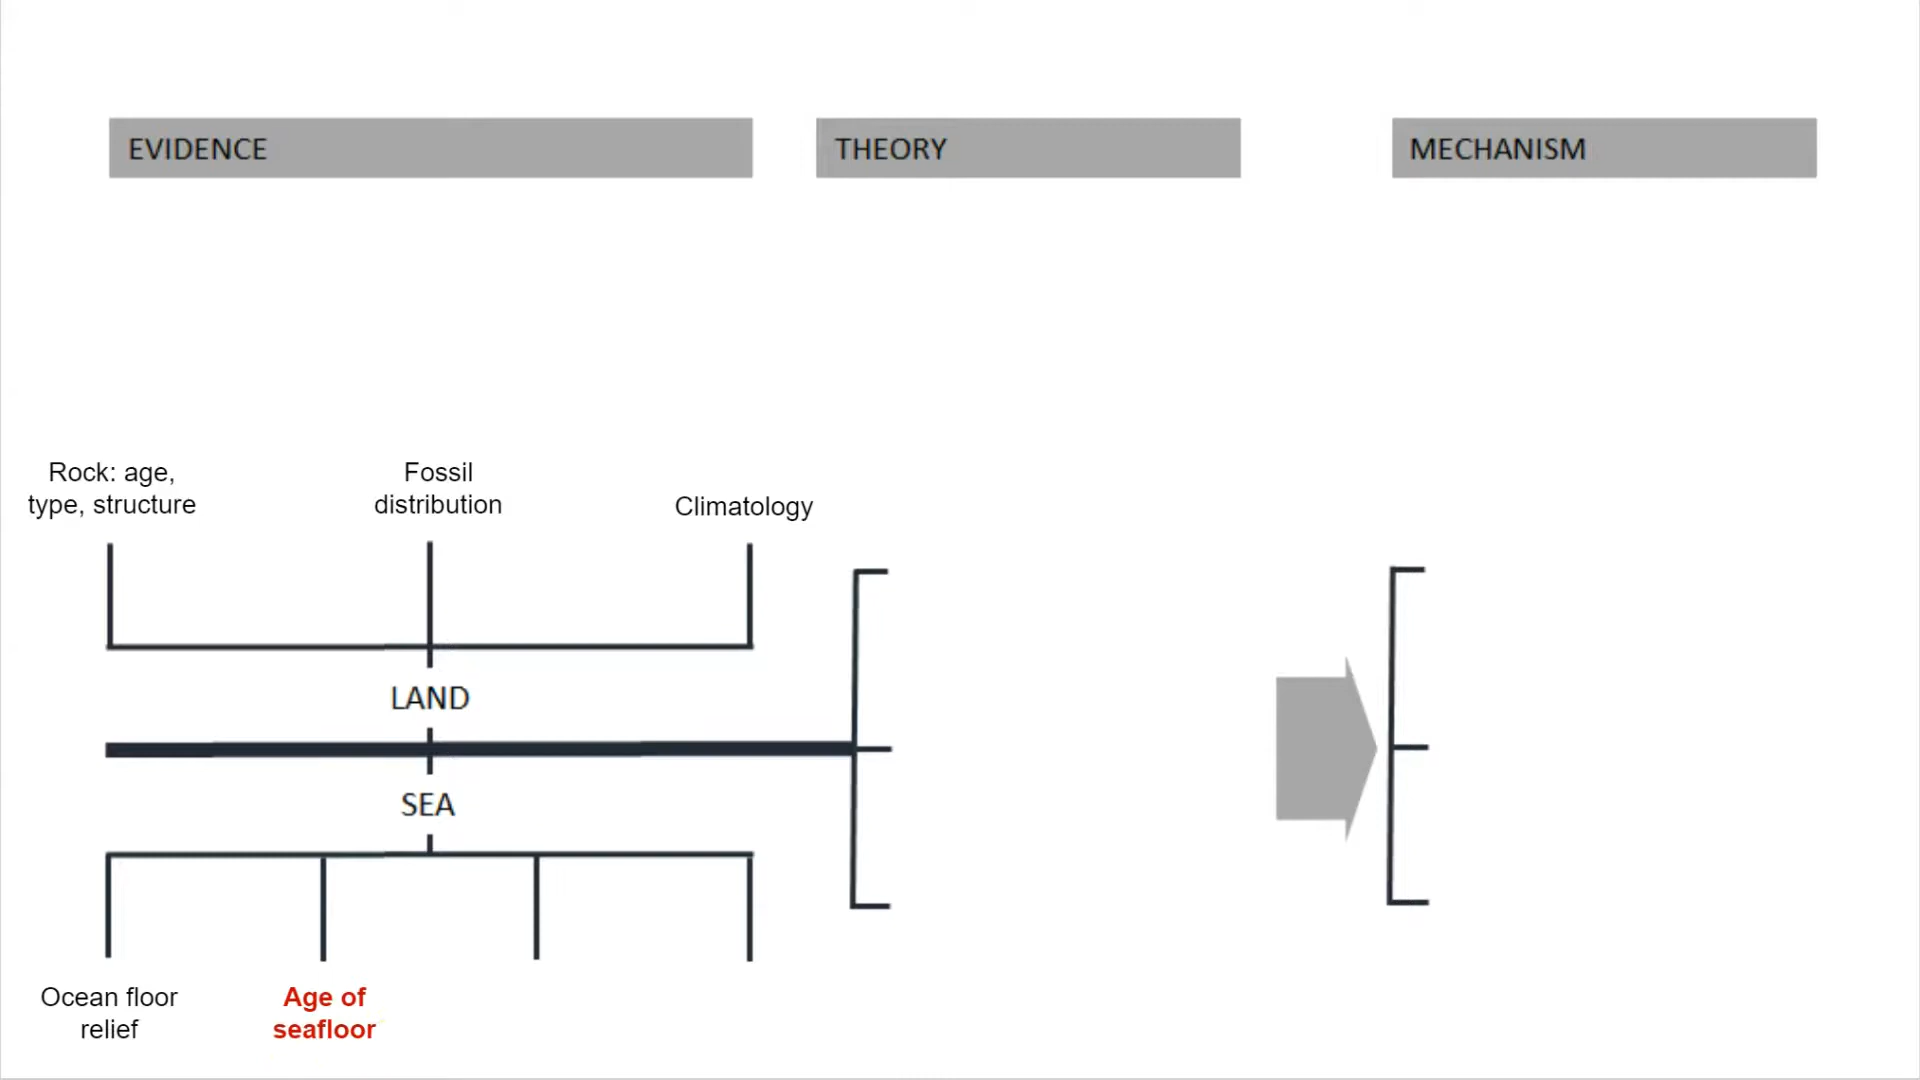 EVIDENCE
THEORY
MECHANISM
Rock: age,
type, structure
Fossil
distribution
Climatology
LAND
SEA
Ocean floor
relief
Age of
seafloor